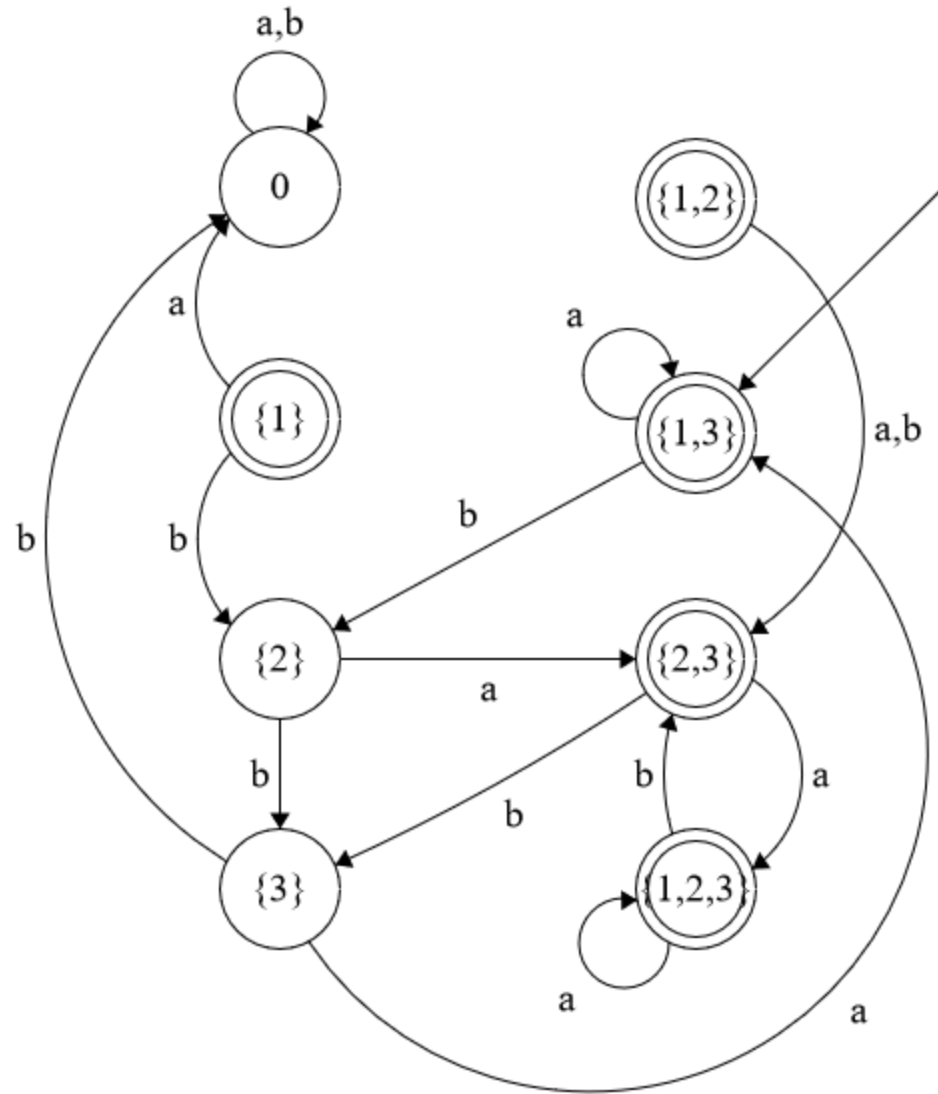 a,b
0
{1,2}
a
a
{1}
{1,3}
a,b
b
b
b
{2}
{2,3}
a
b
b
a
b
{3}
{1,2,3}
a
a